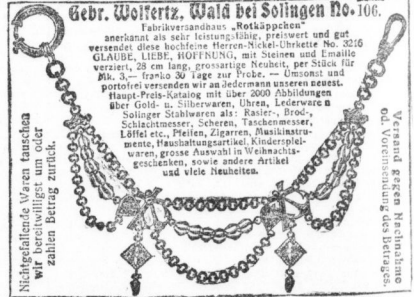 Gebr. Wolfertz, Wald bei Solingen No. 106.
Fabrikversandhaus „Rotkäppchen"
anerkannt als sehr leistungsfähig, preiswert und gut
versendet diese hochfeine Herren-Nickel-Uhrkette No. 3216
GLAUBE, LIEBE, HOFFNUNG, mit Steinen und Emaille
verziert, 28 cm lang, grossartige Neuheit, per Stück für
Mk. 3,— franko 30 Tage zur Probe. — Umsonst und
portofrei versenden wir an Jedermann unseren neuest.
Haupt-Preis-Katalog mit über 2000 Abbildungen
über Gold- u. Silberwaren, Uhren, Lederwaren
Solinger Stahlwaren als: Rasier-, Brod-,
Schlachtmesser, Scheren, Taschenmesser,
Löffel etc., Pfeifen, Zigarren, Musikinstru-
mente, Haushaltungsartikel, Kinderspiel-
waren, grosse Auswahl in Weihnachts-
geschenken, sowie andere Artikel
und viele Neuheiten.
Nichtgefallende Waren tauschen
wir bereitwilligst um oder
zahlen Betrag zurück.
Versand gegen Nachnahme
od. Voreinsendung des Betrages.